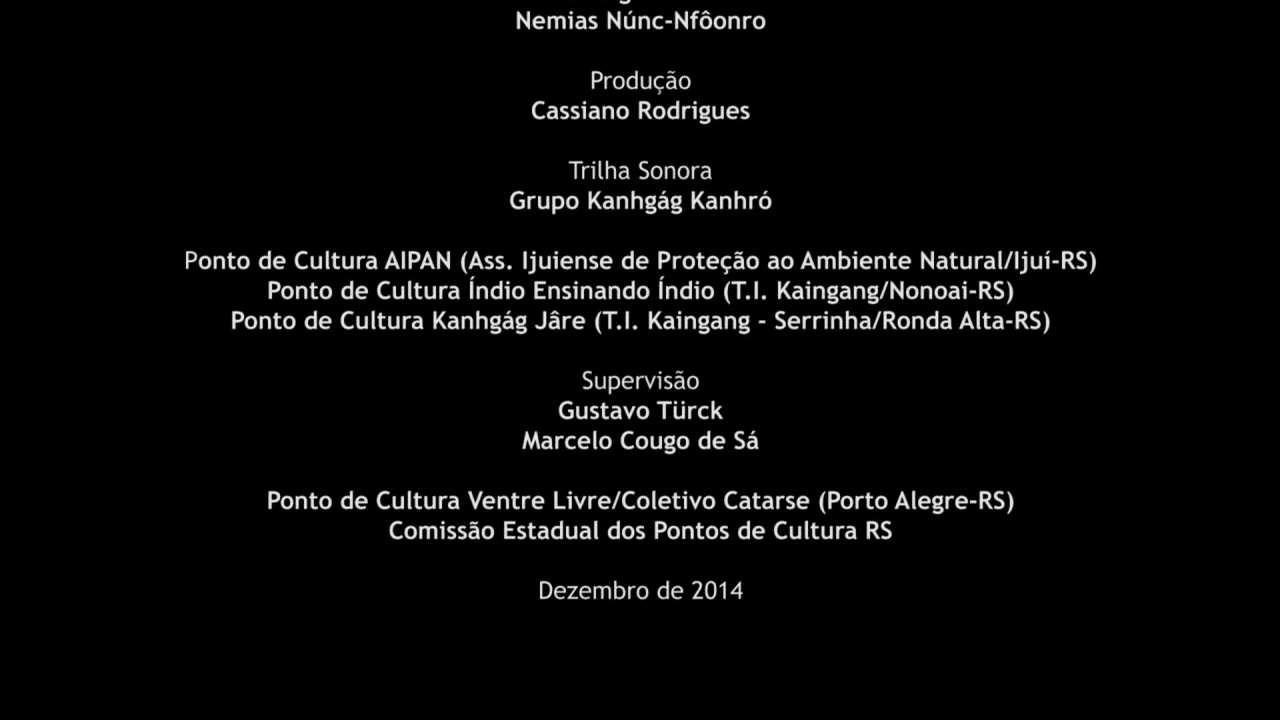 Nemias Núnc-Nfôonro
Produção
Cassiano Rodrigues
Trilha Sonora
Grupo Kanhgág Kanhró
Ponto de Cultura AIPAN (Ass. Ijuiense de Proteção ao Ambiente Natural/Ijuí-RS)
Ponto de Cultura Índio Ensinando Índio (T.I. Kaingang/Nonoai-RS)
Ponto de Cultura Kanhgág Jâre (T.I. Kaingang - Serrinha/Ronda Alta-RS)
Supervisão
Gustavo Türck
Marcelo Cougo de Sá
Ponto de Cultura Ventre Livre/Coletivo Catarse (Porto Alegre-RS)
Comissão Estadual dos Pontos de Cultura RS
Dezembro de 2014